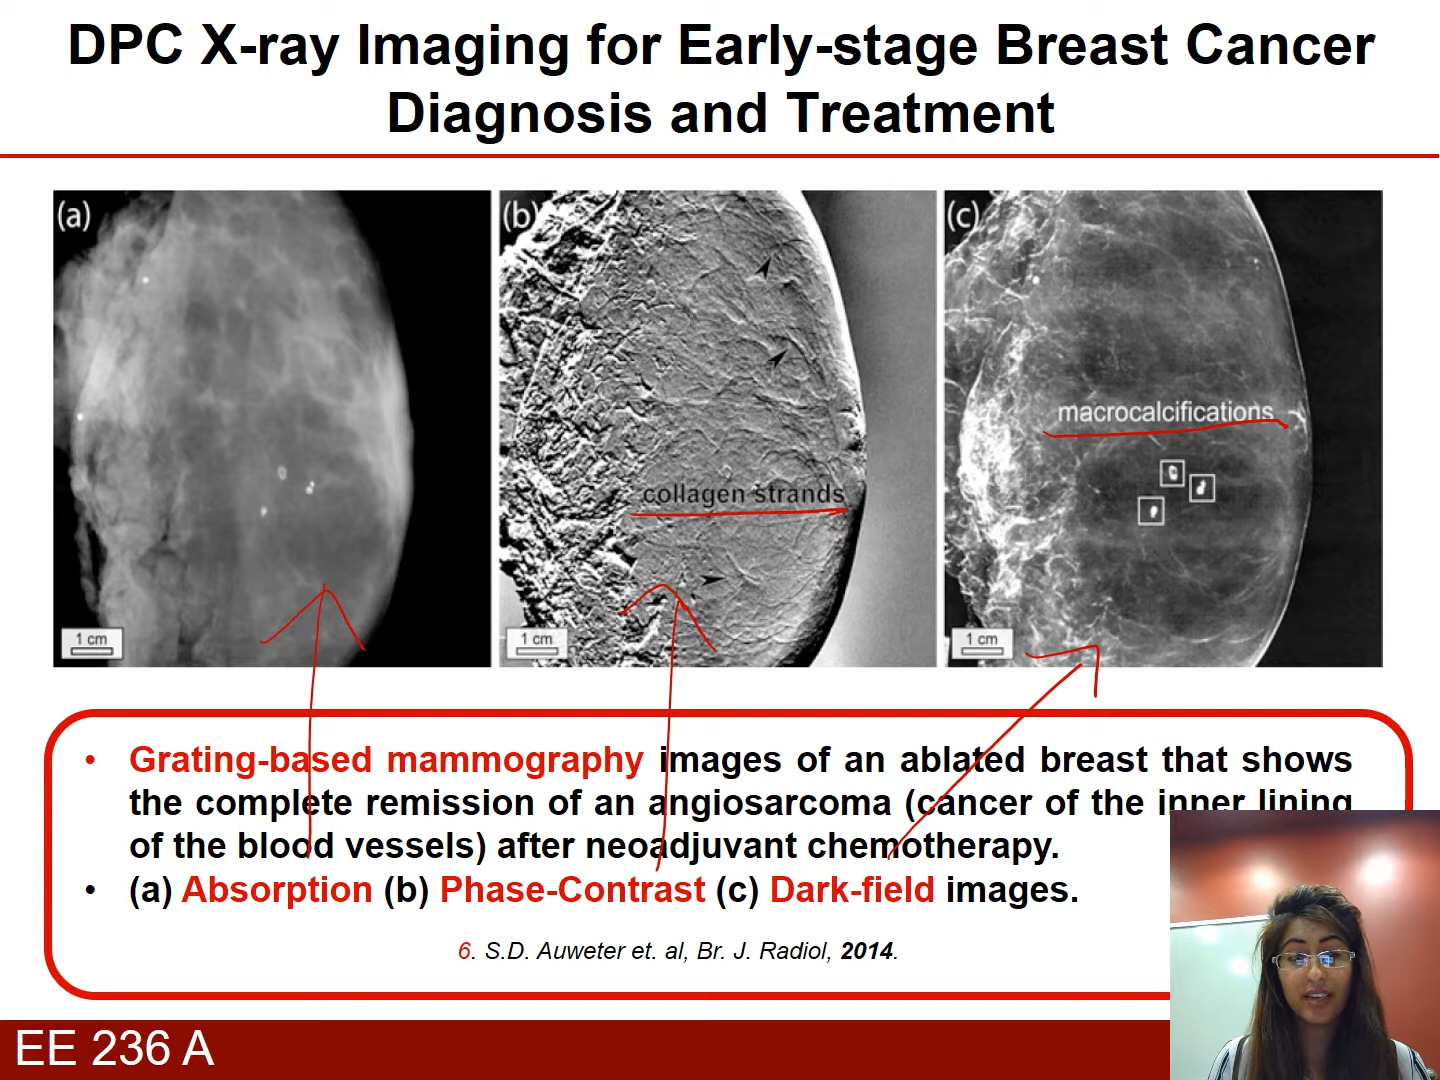 DPC X-ray Imaging for Early-stage Breast Cancer
Diagnosis and Treatment
(a)
(b)
(c)
macrocalcifications
collagen strands
1 cm
1 cm
1 cm
• Grating-based mammography images of an ablated breast that shows
the complete remission of an angiosarcoma (cancer of the inner lining
of the blood vessels) after neoadjuvant chemotherapy.
• (a) Absorption (b) Phase-Contrast (c) Dark-field images.
6. S.D. Auweter et. al, Br. J. Radiol, 2014.
EE 236 A